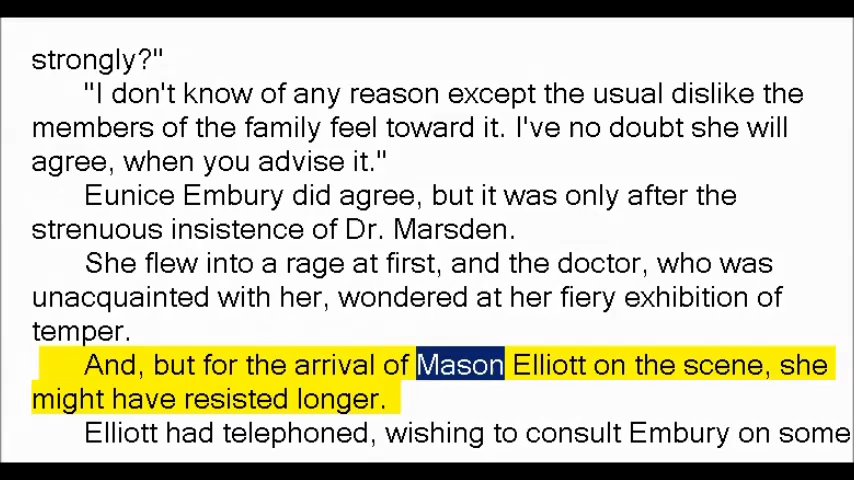 strongly?"
"I don't know of any reason except the usual dislike the
members of the family feel toward it. I've no doubt she will
agree, when you advise it."
Eunice Embury did agree, but it was only after the
strenuous insistence of Dr. Marsden.
She flew into a rage at first, and the doctor, who was
unacquainted with her, wondered at her fiery exhibition of
temper.
And, but for the arrival of Mason Elliott on the scene, she
might have resisted longer.
Elliott had telephoned, wishing to consult Embury on some